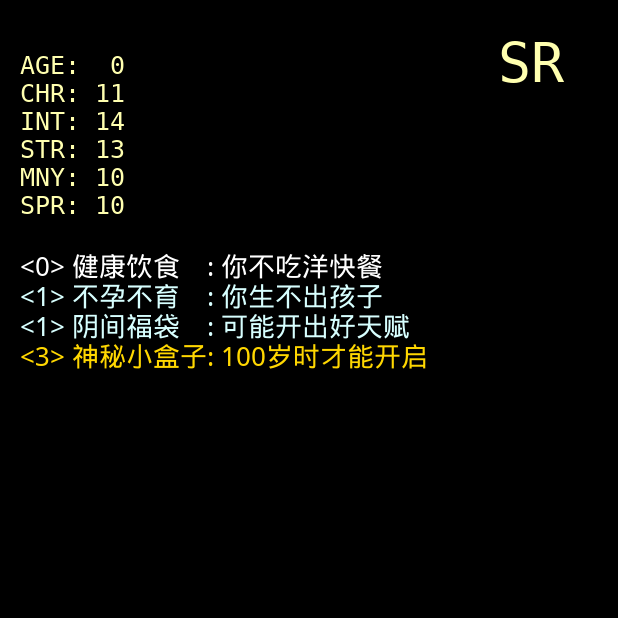 SR
AGE:  0
CHR: 11
INT: 14
STR: 13
MNY: 10
SPR: 10
<0> 健康饮食  : 你不吃洋快餐
<1> 不孕不育  : 你生不出孩子
<1> 阴间福袋  : 可能开出好天赋
<3> 神秘小盒子: 100岁时才能开启